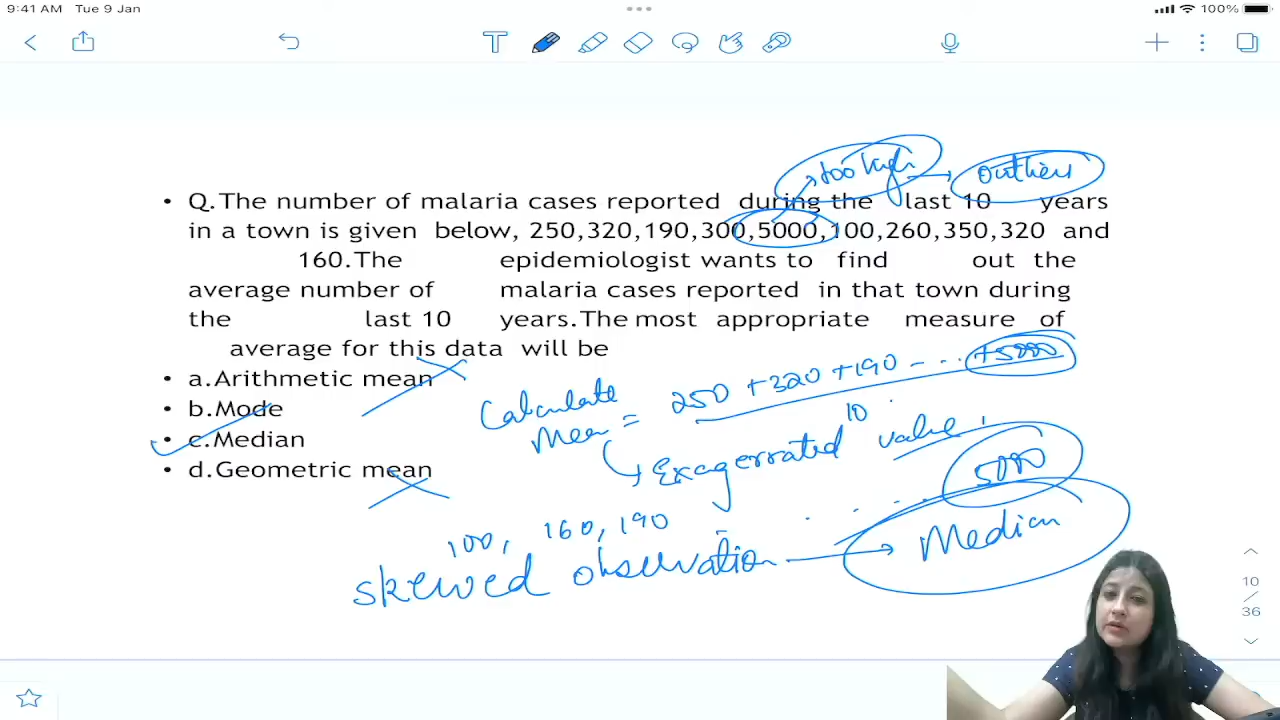 9:41 AM Tue 9 Jan
100%
too high → outliers
• Q.The number of malaria cases reported during the last 10 years
in a town is given below, 250,320,190,300,5000,100,260,350,320 and
160.The epidemiologist wants to find out the
average number of malaria cases reported in that town during
the last 10 years.The most appropriate measure of
average for this data will be
• a.Arithmetic mean
• b.Mode
• c.Median
• d.Geometric mean
Calculate
Mean = 250 + 320 + 190 - - .. + 5000
10
→ Exagerrated value.
100, 160, 190 . . . . 5000
skewed observation → Median
10
/
36